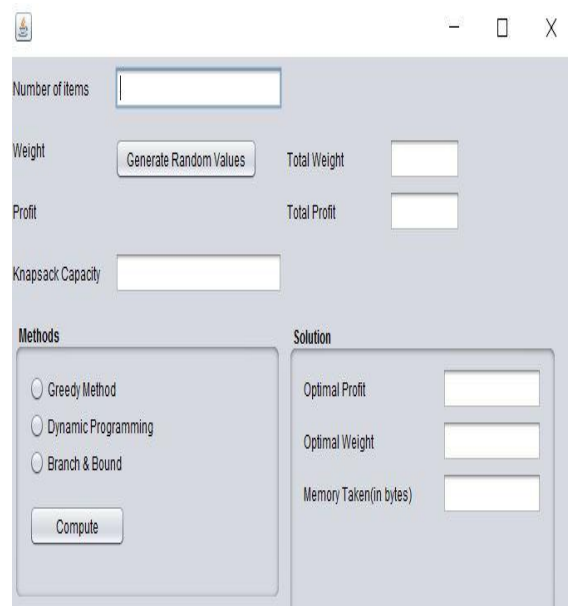 Number of items
Weight
Generate Random Values
Total Weight
Profit
Total Profit
Knapsack Capacity
Methods
Greedy Method
Dynamic Programming
Branch & Bound
Compute
Solution
Optimal Profit
Optimal Weight
Memory Taken(in bytes)